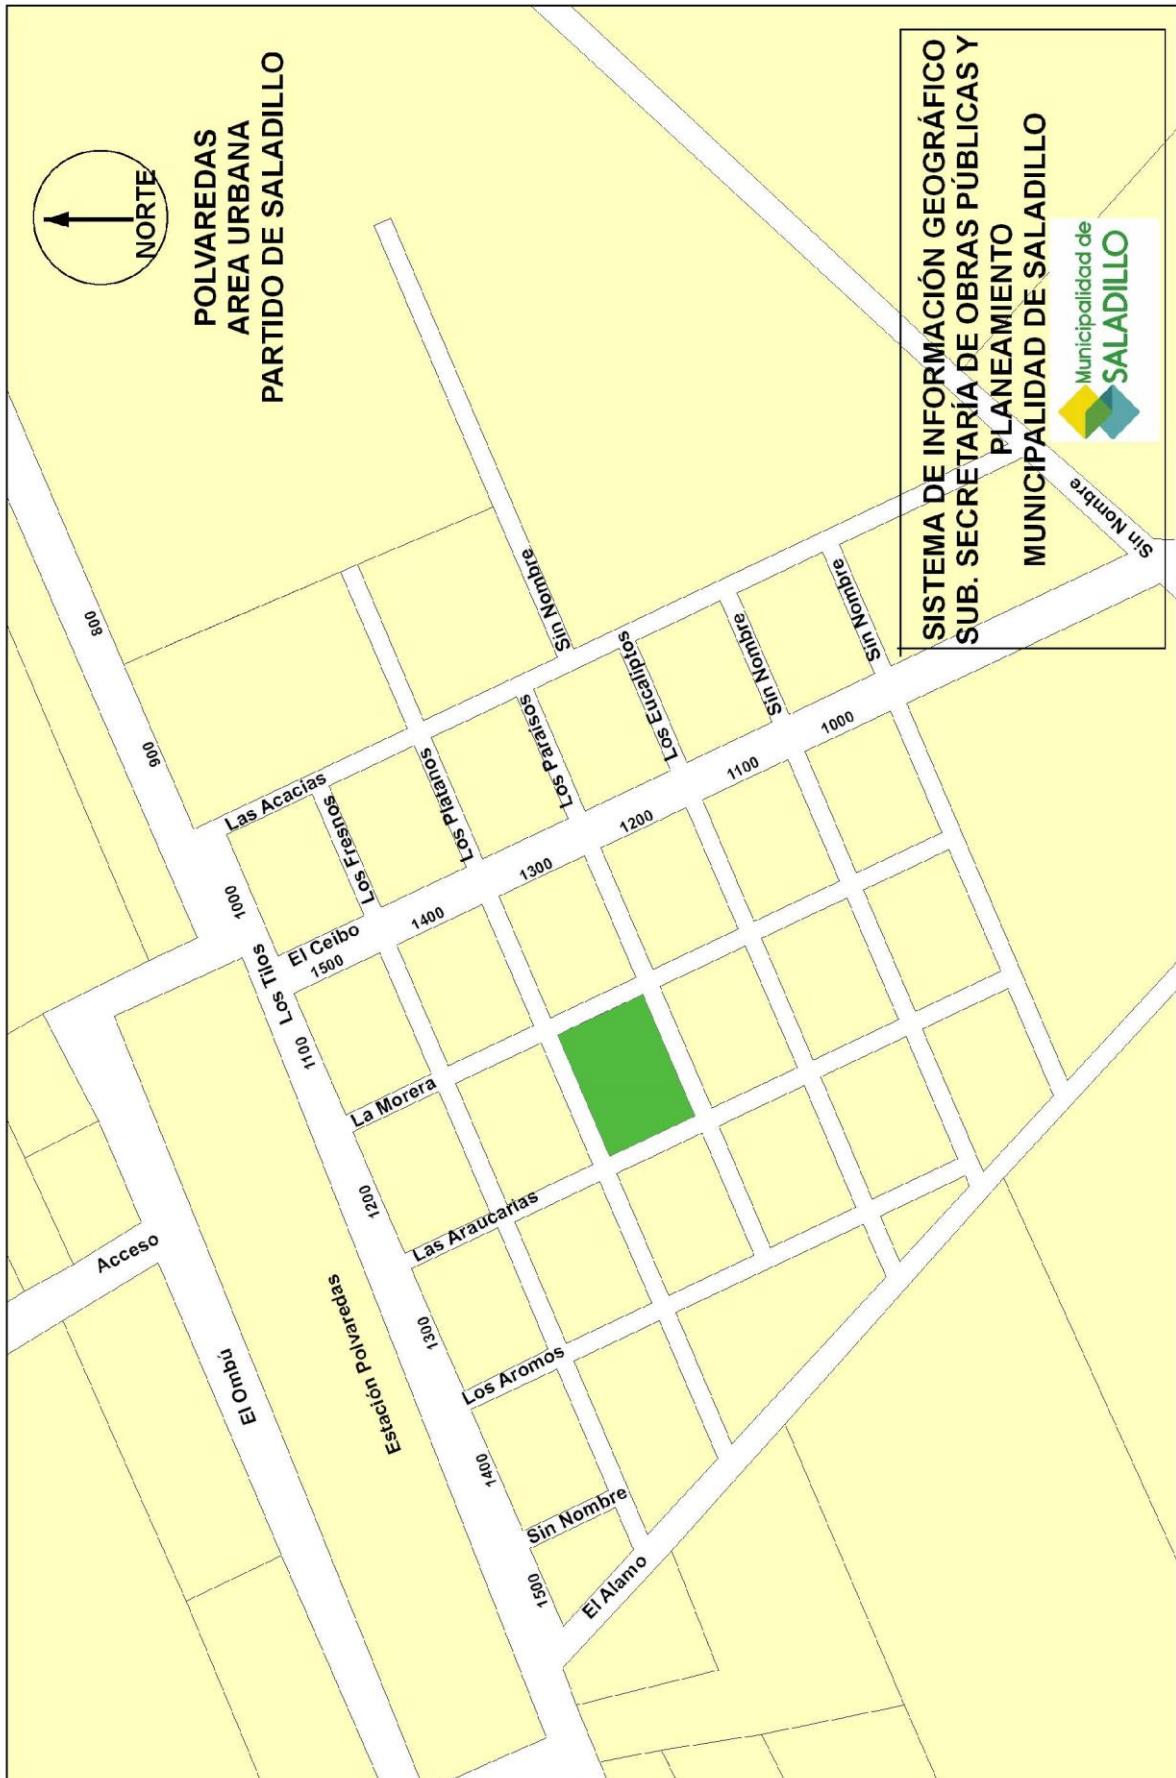 NORTE
POLVAREDAS
AREA URBANA
PARTIDO DE SALADILLO
Acceso
El Ombú
Estación Polvaredas
Los Tilos
800
900
1000
1100
1200
1300
1400
1500
Las Acacias
El Ceibo
1500
1400
1300
1200
1100
1000
La Morera
Las Araucarias
Los Aromos
Sin Nombre
El Alamo
Los Fresnos
Los Platanos
Los Paraisos
Sin Nombre
Los Eucaliptos
Sin Nombre
Sin Nombre
Sin Nombre
SISTEMA DE INFORMACIÓN GEOGRÁFICO
SUB. SECRETARÍA DE OBRAS PÚBLICAS Y
PLANEAMIENTO
MUNICIPALIDAD DE SALADILLO
Municipalidad de
SALADILLO